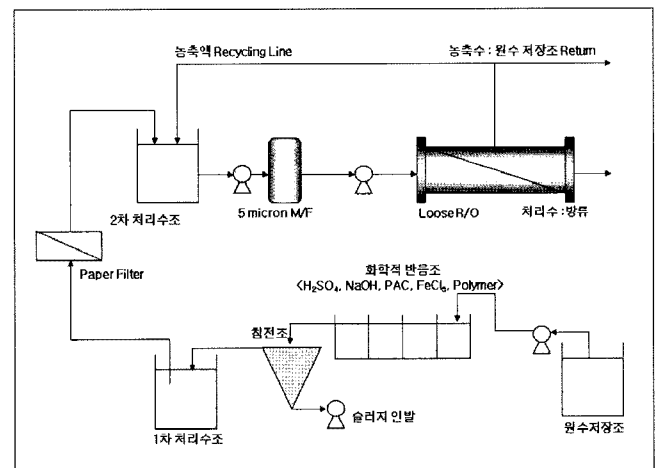 농축액 Recycling Line
농축수 : 원수 저장조 Return
2차 처리수조
5 micron M/F
Loose R/O
처리수 : 방류
Paper Filter
화학적 반응조
<H₂SO₄, NaOH, PAC, FeCl₃, Polymer>
침전조
1차 처리수조
슬러지 인발
원수저장조